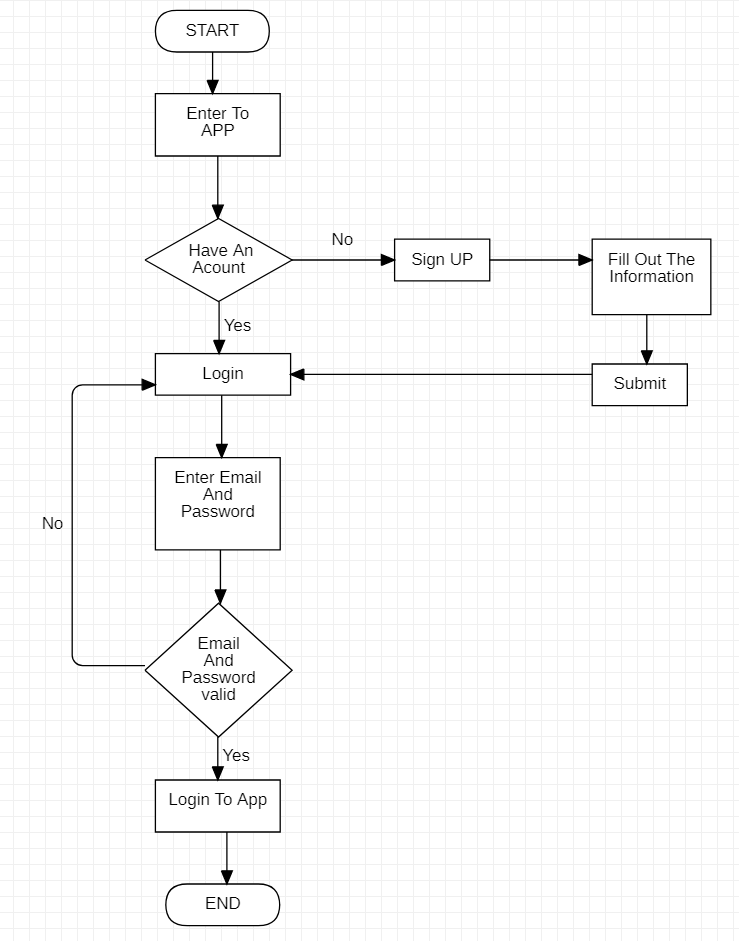 START
Enter To
APP
Have An
Acount
No
Sign UP
Fill Out The
Information
Yes
Login
Submit
Enter Email
And
Password
No
Email
And
Password
valid
Yes
Login To App
END